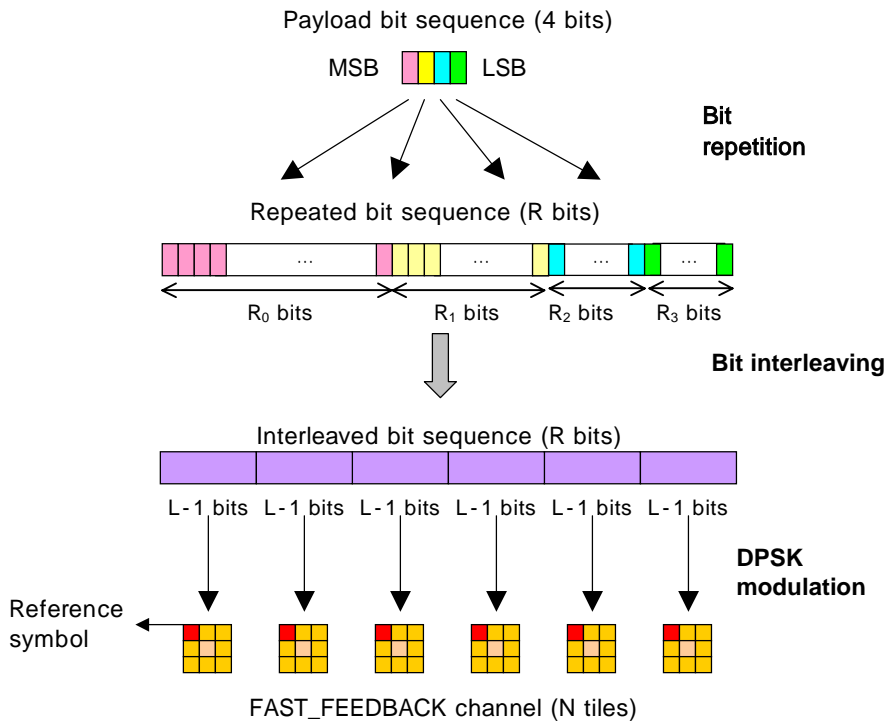 Payload bit sequence (4 bits)
MSB LSB
Bit
repetition
Repeated bit sequence (R bits)
... ... ... ...
R0 bits R1 bits R2 bits R3 bits
Bit interleaving
Interleaved bit sequence (R bits)
L-1 bits L-1 bits L-1 bits L-1 bits L-1 bits L-1 bits
DPSK
modulation
Reference
symbol
FAST_FEEDBACK channel (N tiles)